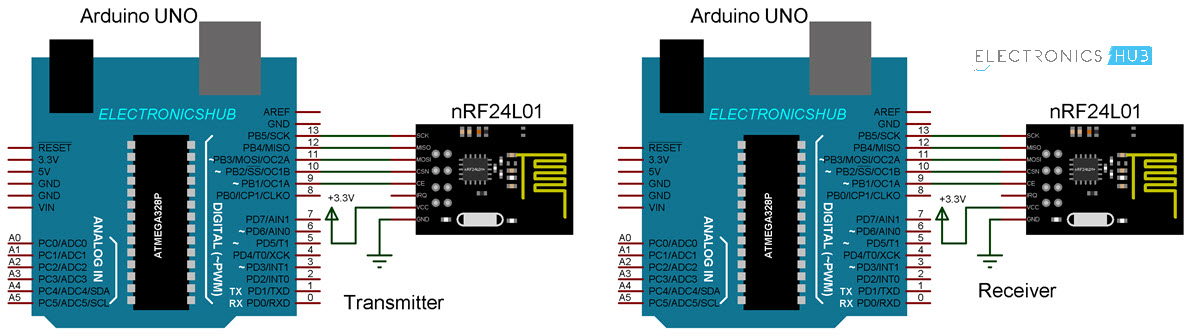 Arduino UNO
ELECTRONICSHUB
AREF
GND
PB5/SCK 13
PB4/MISO 12
~PB3/MOSI/OC2A 11
~ PB2/SS/OC1B 10
~ PB1/OC1A 9
PB0/ICP1/CLKO 8
PD7/AIN1 7
~ PD6/AIN0 6
~ PD5/T1 5
PD4/T0/XCK 4
~ PD3/INT1 3
PD2/INT0 2
TX PD1/TXD 1
RX PD0/RXD 0
RESET
3.3V
5V
GND
GND
VIN
A0 PC0/ADC0
A1 PC1/ADC1
A2 PC2/ADC2
A3 PC3/ADC3
A4 PC4/ADC4/SDA
A5 PC5/ADC5/SCL
ANALOG IN
ATMEGA328P
DIGITAL (~PWM)
+3.3V
nRF24L01
SCK
MISO
MOSI
CSN
CE
IRQ
VCC
GND
nRF24L01
Transmitter
Arduino UNO
ELECTRONICS HUB
ELECTRONICSHUB
AREF
GND
PB5/SCK 13
PB4/MISO 12
~PB3/MOSI/OC2A 11
~ PB2/SS/OC1B 10
~ PB1/OC1A 9
PB0/ICP1/CLKO 8
PD7/AIN1 7
~ PD6/AIN0 6
~ PD5/T1 5
PD4/T0/XCK 4
~ PD3/INT1 3
PD2/INT0 2
TX PD1/TXD 1
RX PD0/RXD 0
RESET
3.3V
5V
GND
GND
VIN
A0 PC0/ADC0
A1 PC1/ADC1
A2 PC2/ADC2
A3 PC3/ADC3
A4 PC4/ADC4/SDA
A5 PC5/ADC5/SCL
ANALOG IN
ATMEGA328P
DIGITAL (~PWM)
+3.3V
nRF24L01
SCK
MISO
MOSI
CSN
CE
IRQ
VCC
GND
nRF24L01
Receiver